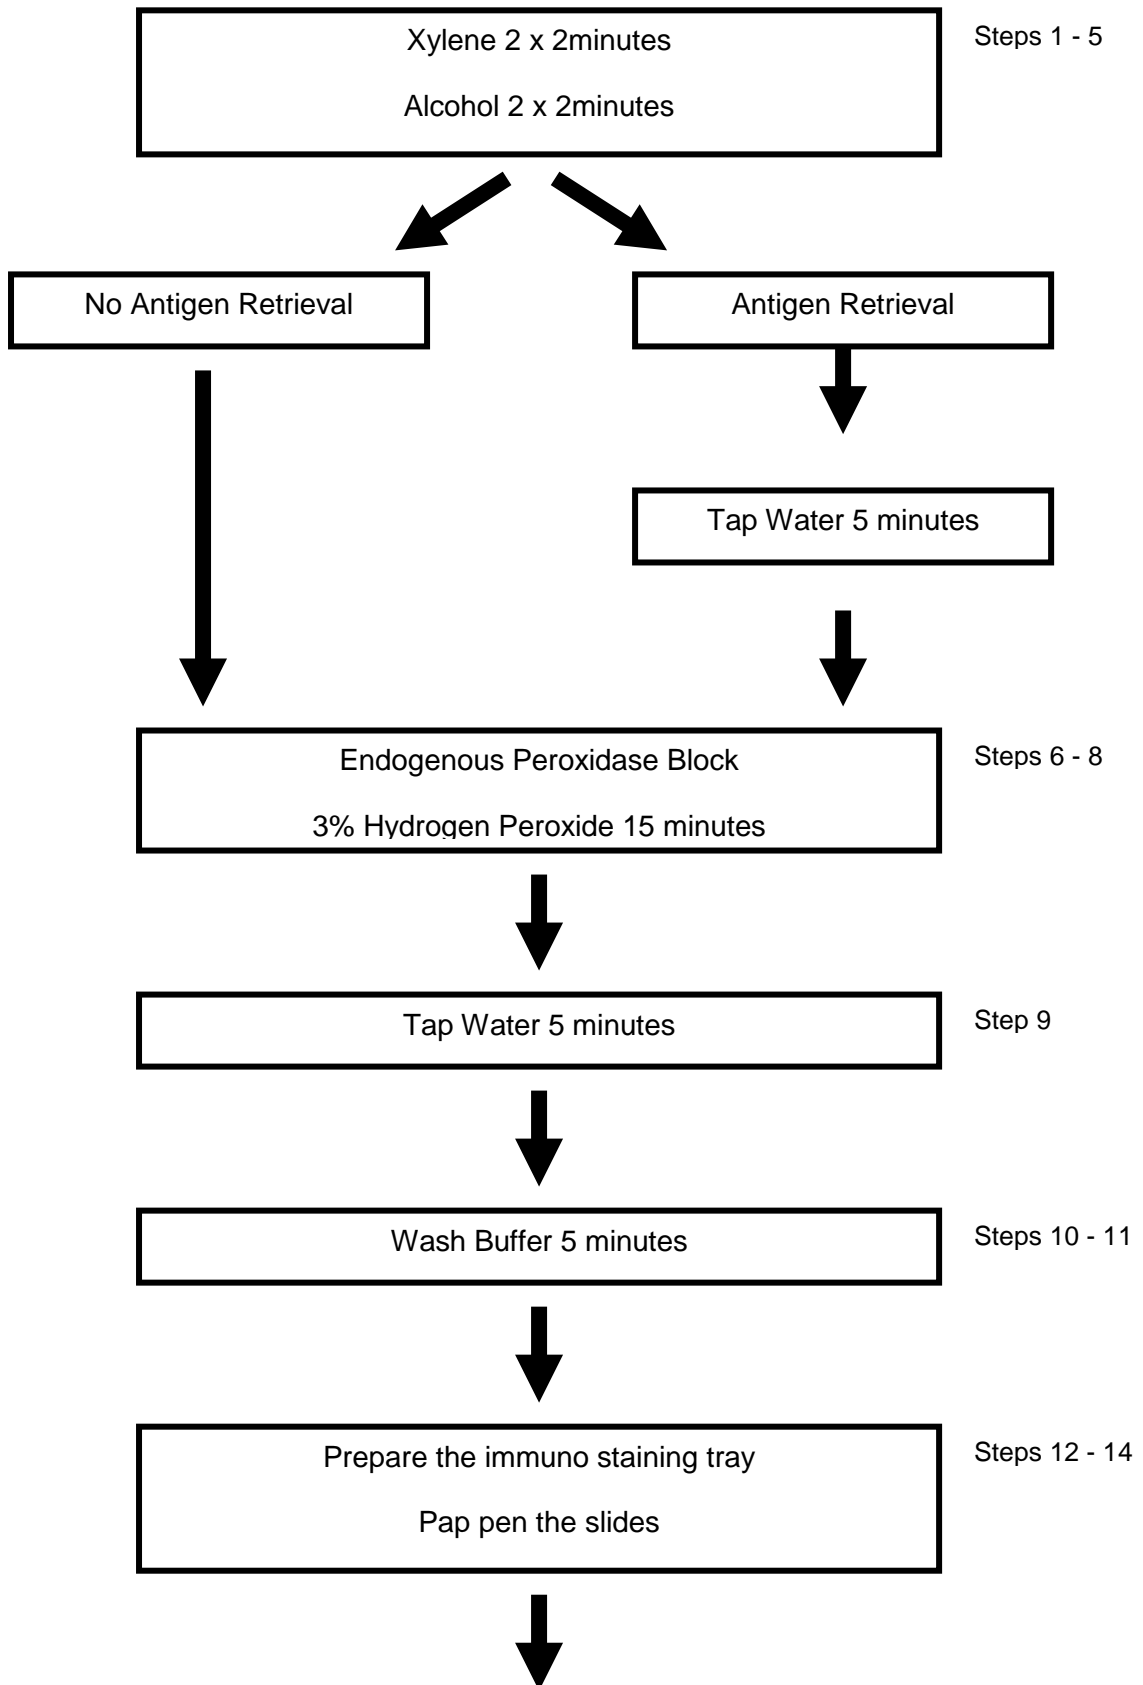 Xylene 2 x 2minutes
Steps 1 - 5
Alcohol 2 x 2minutes
No Antigen Retrieval
Antigen Retrieval
Tap Water 5 minutes
Endogenous Peroxidase Block
Steps 6 - 8
3% Hydrogen Peroxide 15 minutes
Tap Water 5 minutes
Step 9
Wash Buffer 5 minutes
Steps 10 - 11
Prepare the immuno staining tray
Steps 12 - 14
Pap pen the slides